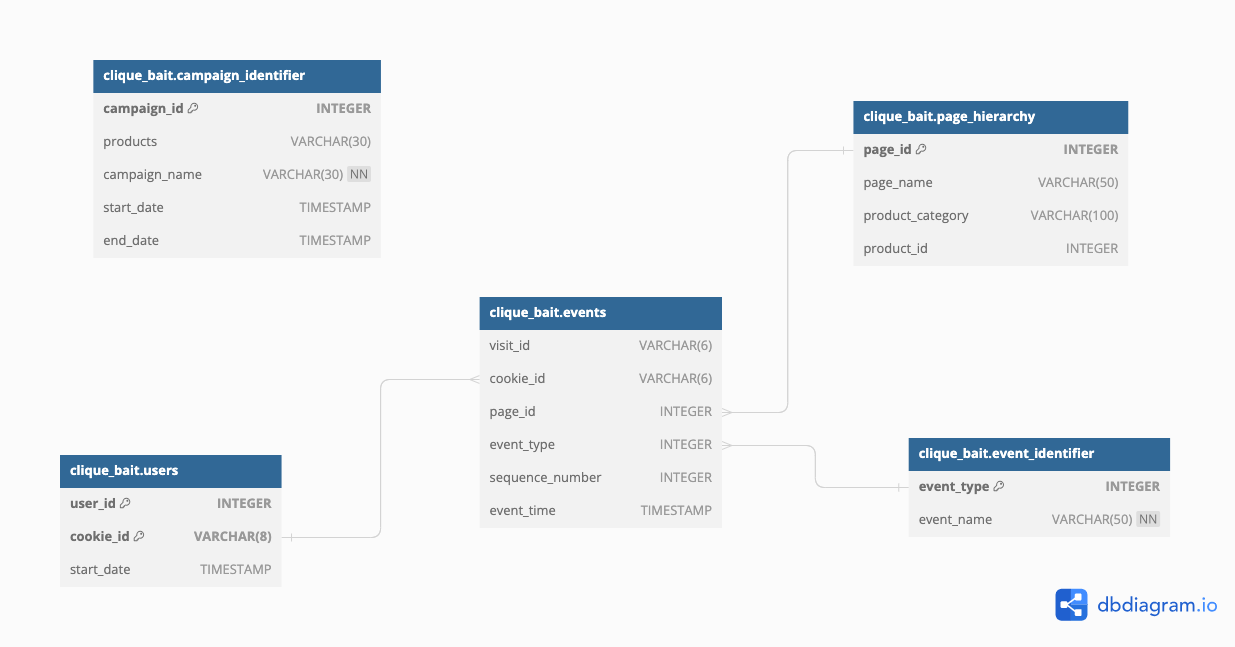 clique_bait.campaign_identifier
campaign_id INTEGER
products VARCHAR(30)
campaign_name VARCHAR(30) NN
start_date TIMESTAMP
end_date TIMESTAMP
clique_bait.page_hierarchy
page_id INTEGER
page_name VARCHAR(50)
product_category VARCHAR(100)
product_id INTEGER
clique_bait.events
visit_id VARCHAR(6)
cookie_id VARCHAR(6)
page_id INTEGER
event_type INTEGER
sequence_number INTEGER
event_time TIMESTAMP
clique_bait.users
user_id INTEGER
cookie_id VARCHAR(8)
start_date TIMESTAMP
clique_bait.event_identifier
event_type INTEGER
event_name VARCHAR(50) NN
dbdiagram.io